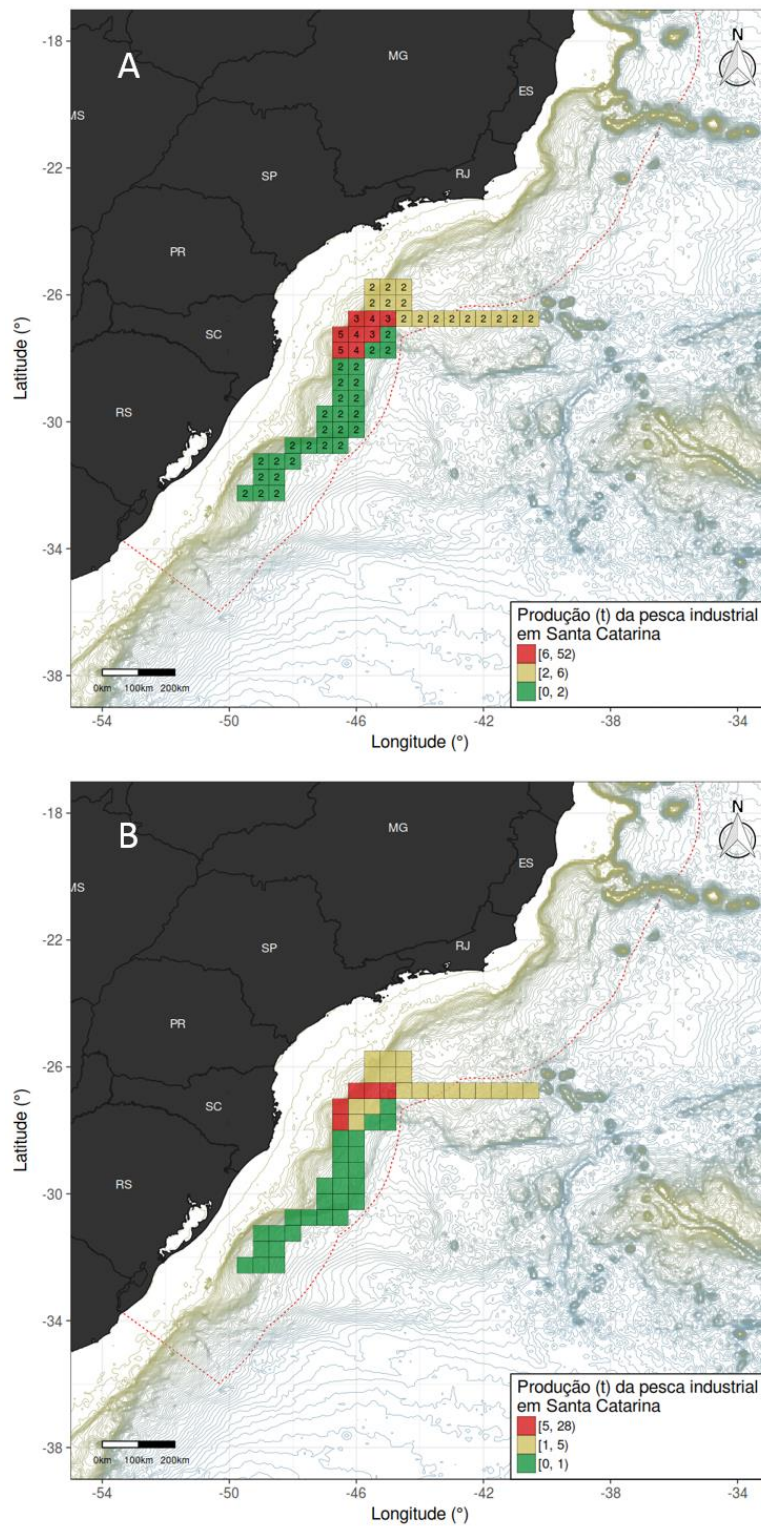 A
N
-18
MG
ES
MS
-22
SP
RJ
PR
-26
2 2 2
2 2 2
3 4 3 2 2 2 2 2 2 2 2 2
SC
5 4 3 2
5 4 2 2
2 2
2 2
2 2
RS
-30
2 2 2
2 2 2
2 2 2 2
2 2 2
2 2
2 2 2
-34
-38
Latitude (°)
Produção (t) da pesca industrial
em Santa Catarina
[6, 52)
[2, 6)
[0, 2)
0km 100km 200km
-54 -50 -46 -42 -38 -34
Longitude (°)
B
N
-18
MG
ES
MS
-22
SP
RJ
PR
-26
SC
RS
-30
-34
-38
Latitude (°)
Produção (t) da pesca industrial
em Santa Catarina
[5, 28)
[1, 5)
[0, 1)
0km 100km 200km
-54 -50 -46 -42 -38 -34
Longitude (°)